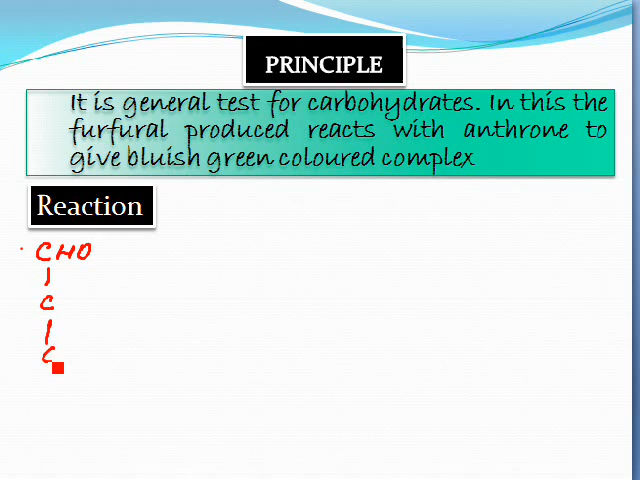 PRINCIPLE
It is general test for carbohydrates. In this the
furfural produced reacts with anthrone to
give bluish green coloured complex
Reaction
CHO
|
C
|
C